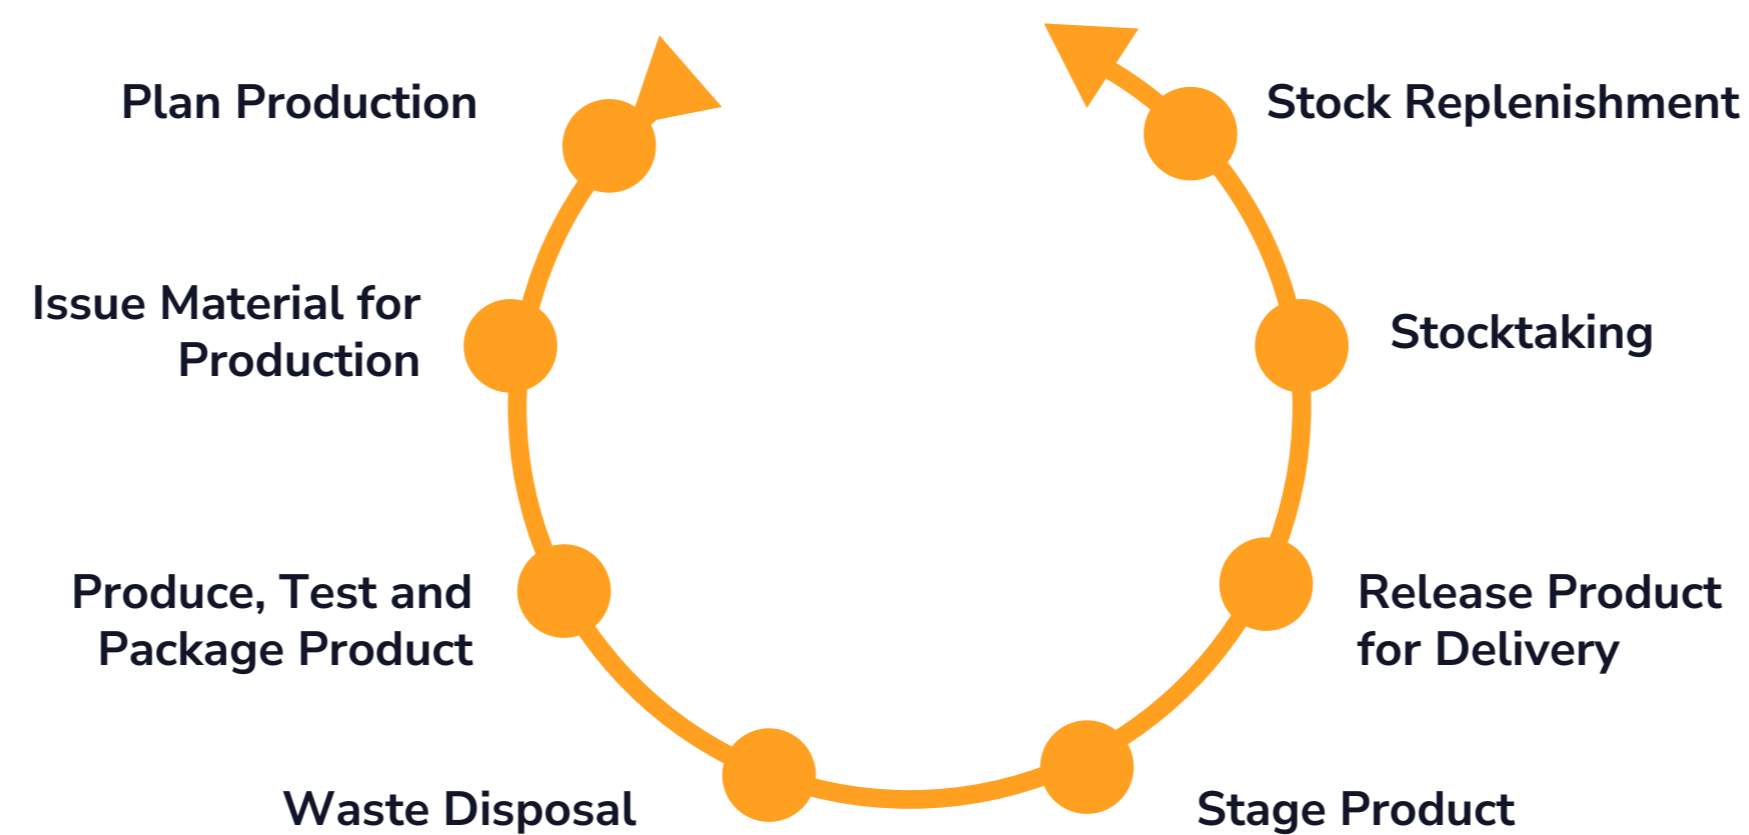 Plan Production
Issue Material for
Production
Produce, Test and
Package Product
Waste Disposal
Stage Product
Release Product
for Delivery
Stocktaking
Stock Replenishment